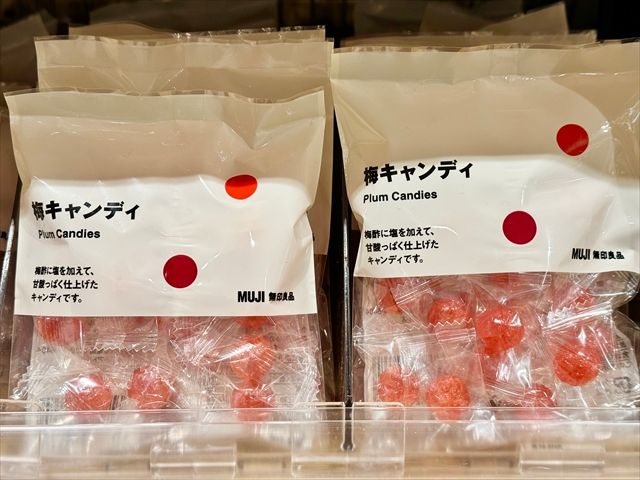 梅キャンディ
Plum Candies
梅酢に塩を加えて、
甘酸っぱく仕上げた
キャンディです。
MUJI 無印良品
梅キャンディ
Plum Candies
梅酢に塩を加えて、
甘酸っぱく仕上げた
キャンディです。
MUJI 無印良品